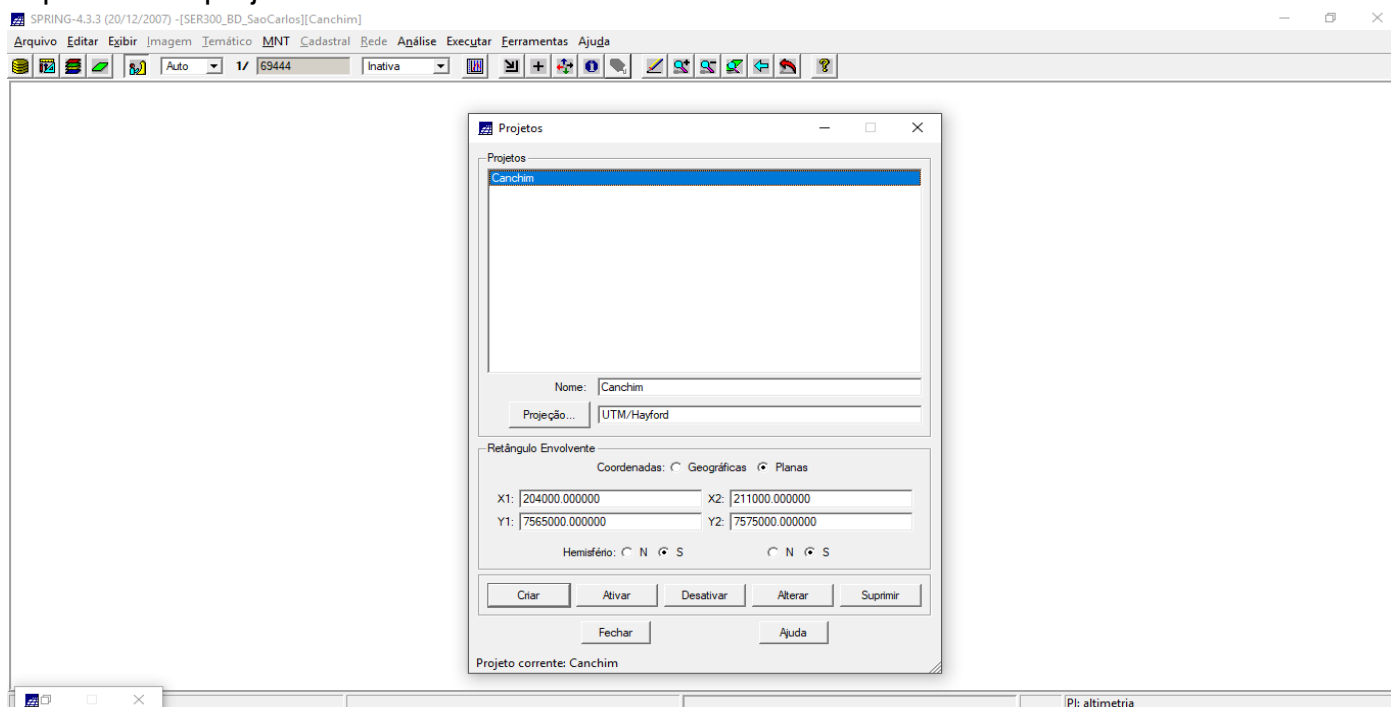 SPRING-4.3.3 (20/12/2007) -[SER300_BD_SaoCarlos][Canchim]
Arquivo Editar Exibir Imagem Temático MNT Cadastral Rede Análise Executar Ferramentas Ajuda
Auto 1/ 69444 Inativa
Projetos
Projetos
Canchim
Nome: Canchim
Projeção... UTM/Hayford
Retângulo Envolvente
Coordenadas: Geográficas Planas
X1: 204000.000000 X2: 211000.000000
Y1: 7565000.000000 Y2: 7575000.000000
Hemisfério: N S N S
Criar Ativar Desativar Alterar Suprimir
Fechar Ajuda
Projeto corrente: Canchim
PI: altimetria